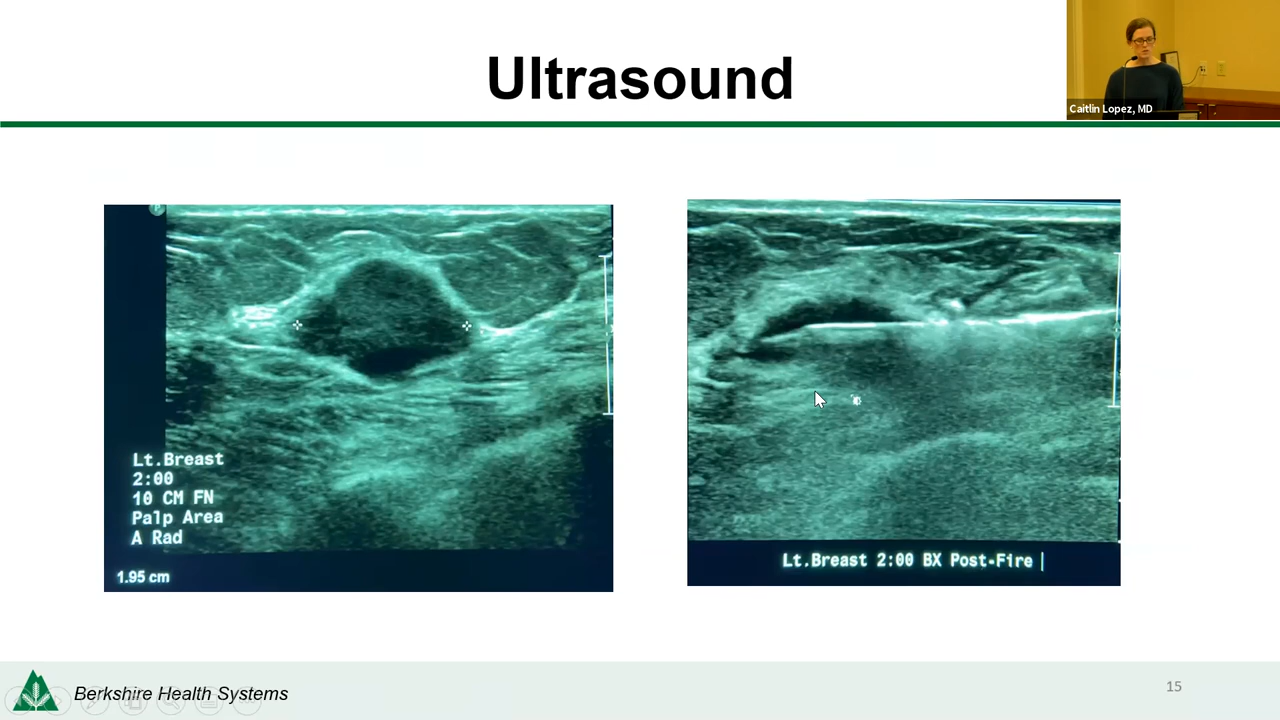 Ultrasound
Caitlin Lopez, MD
P
Lt.Breast
2:00
10 CM FN
Palp Area
A Rad
1.95 cm
Lt.Breast 2:00 BX Post-Fire
Berkshire Health Systems
15